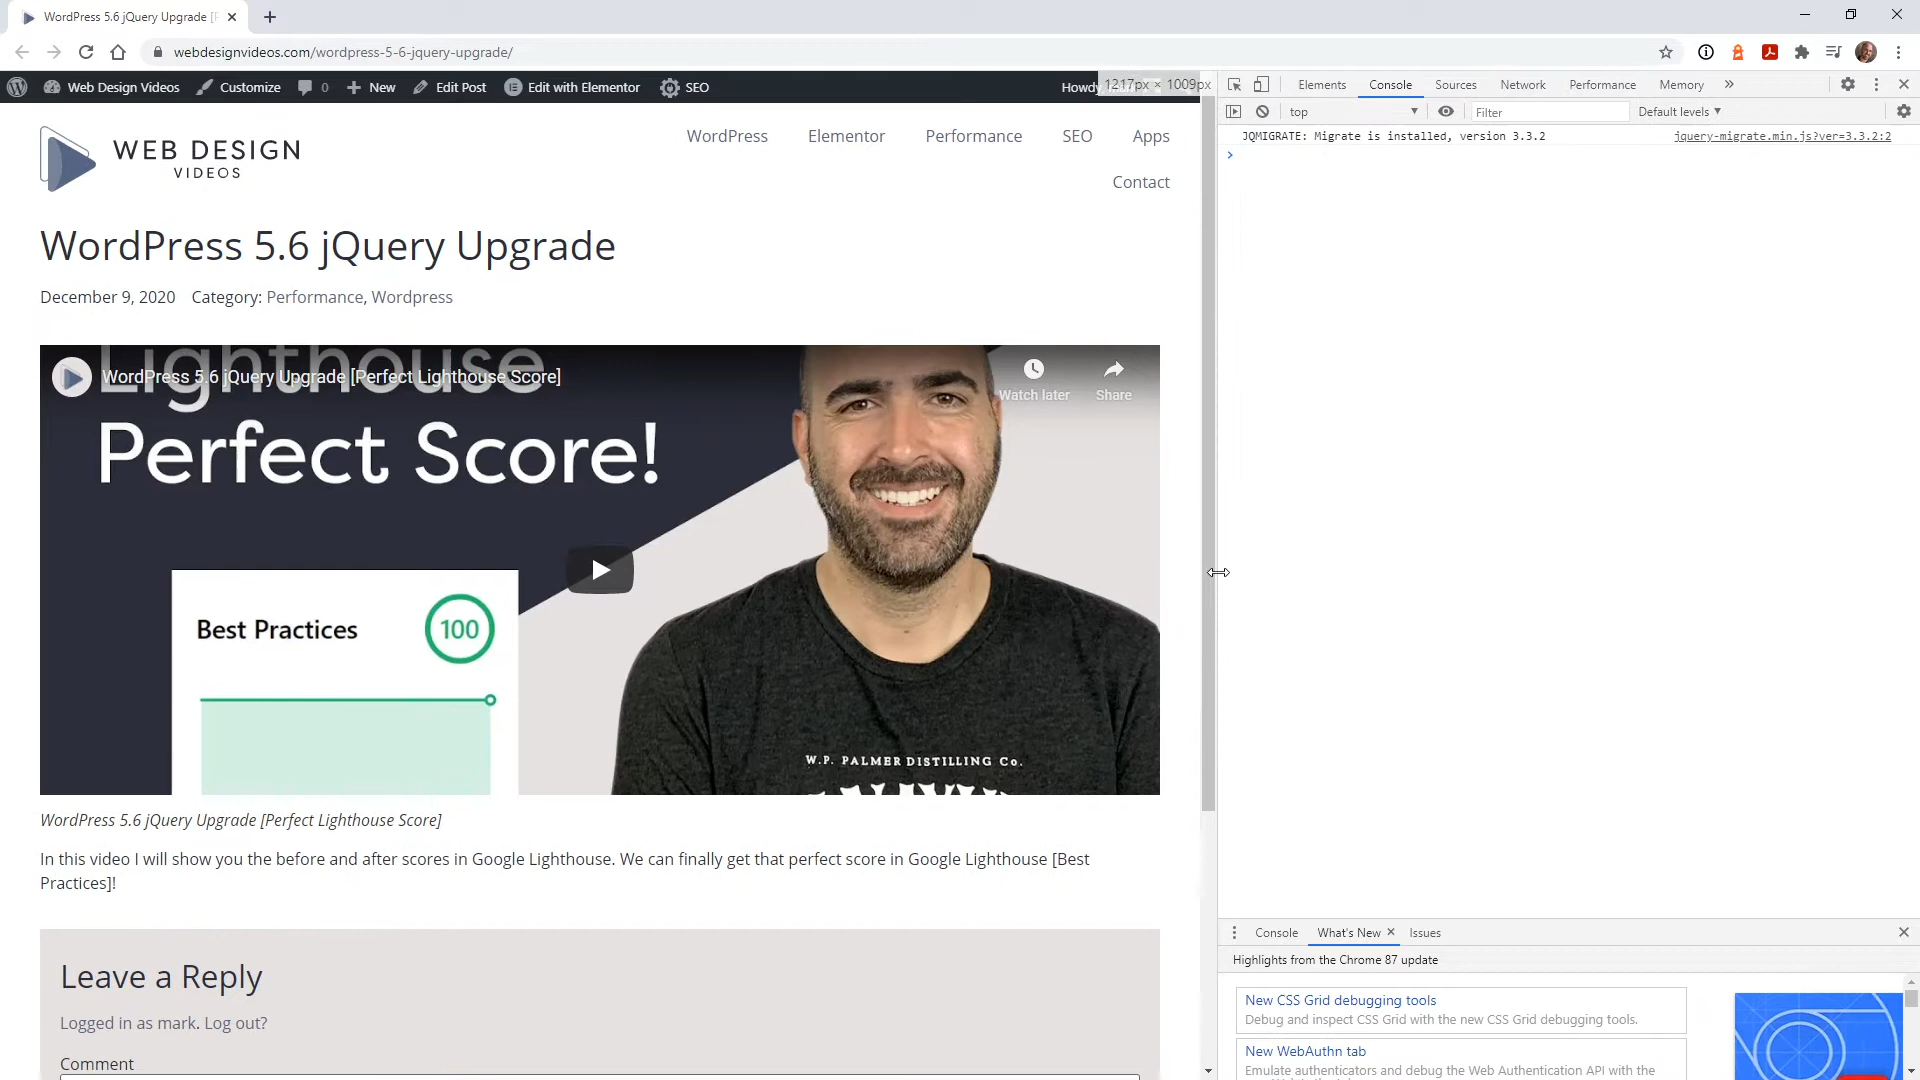 WordPress 5.6 jQuery Upgrade [P
webdesignvideos.com/wordpress-5-6-jquery-upgrade/
Web Design Videos
Customize
0
New
Edit Post
Edit with Elementor
SEO
Howdy
1217px × 1009px
WEB DESIGN
VIDEOS
WordPress
Elementor
Performance
SEO
Apps
Contact
WordPress 5.6 jQuery Upgrade
December 9, 2020 Category: Performance, Wordpress
Lighthouse
WordPress 5.6 jQuery Upgrade [Perfect Lighthouse Score]
Watch later
Share
Perfect Score!
Best Practices
100
W.P. PALMER DISTILLING Co.
WordPress 5.6 jQuery Upgrade [Perfect Lighthouse Score]
In this video I will show you the before and after scores in Google Lighthouse. We can finally get that perfect score in Google Lighthouse [Best
Practices]!
Leave a Reply
Logged in as mark. Log out?
Comment
Elements
Console
Sources
Network
Performance
Memory
top
Filter
Default levels
JQMIGRATE: Migrate is installed, version 3.3.2
jquery-migrate.min.js?ver=3.3.2:2
Console
What's New
Issues
Highlights from the Chrome 87 update
New CSS Grid debugging tools
Debug and inspect CSS Grid with the new CSS Grid debugging tools.
New WebAuthn tab
Emulate authenticators and debug the Web Authentication API with the